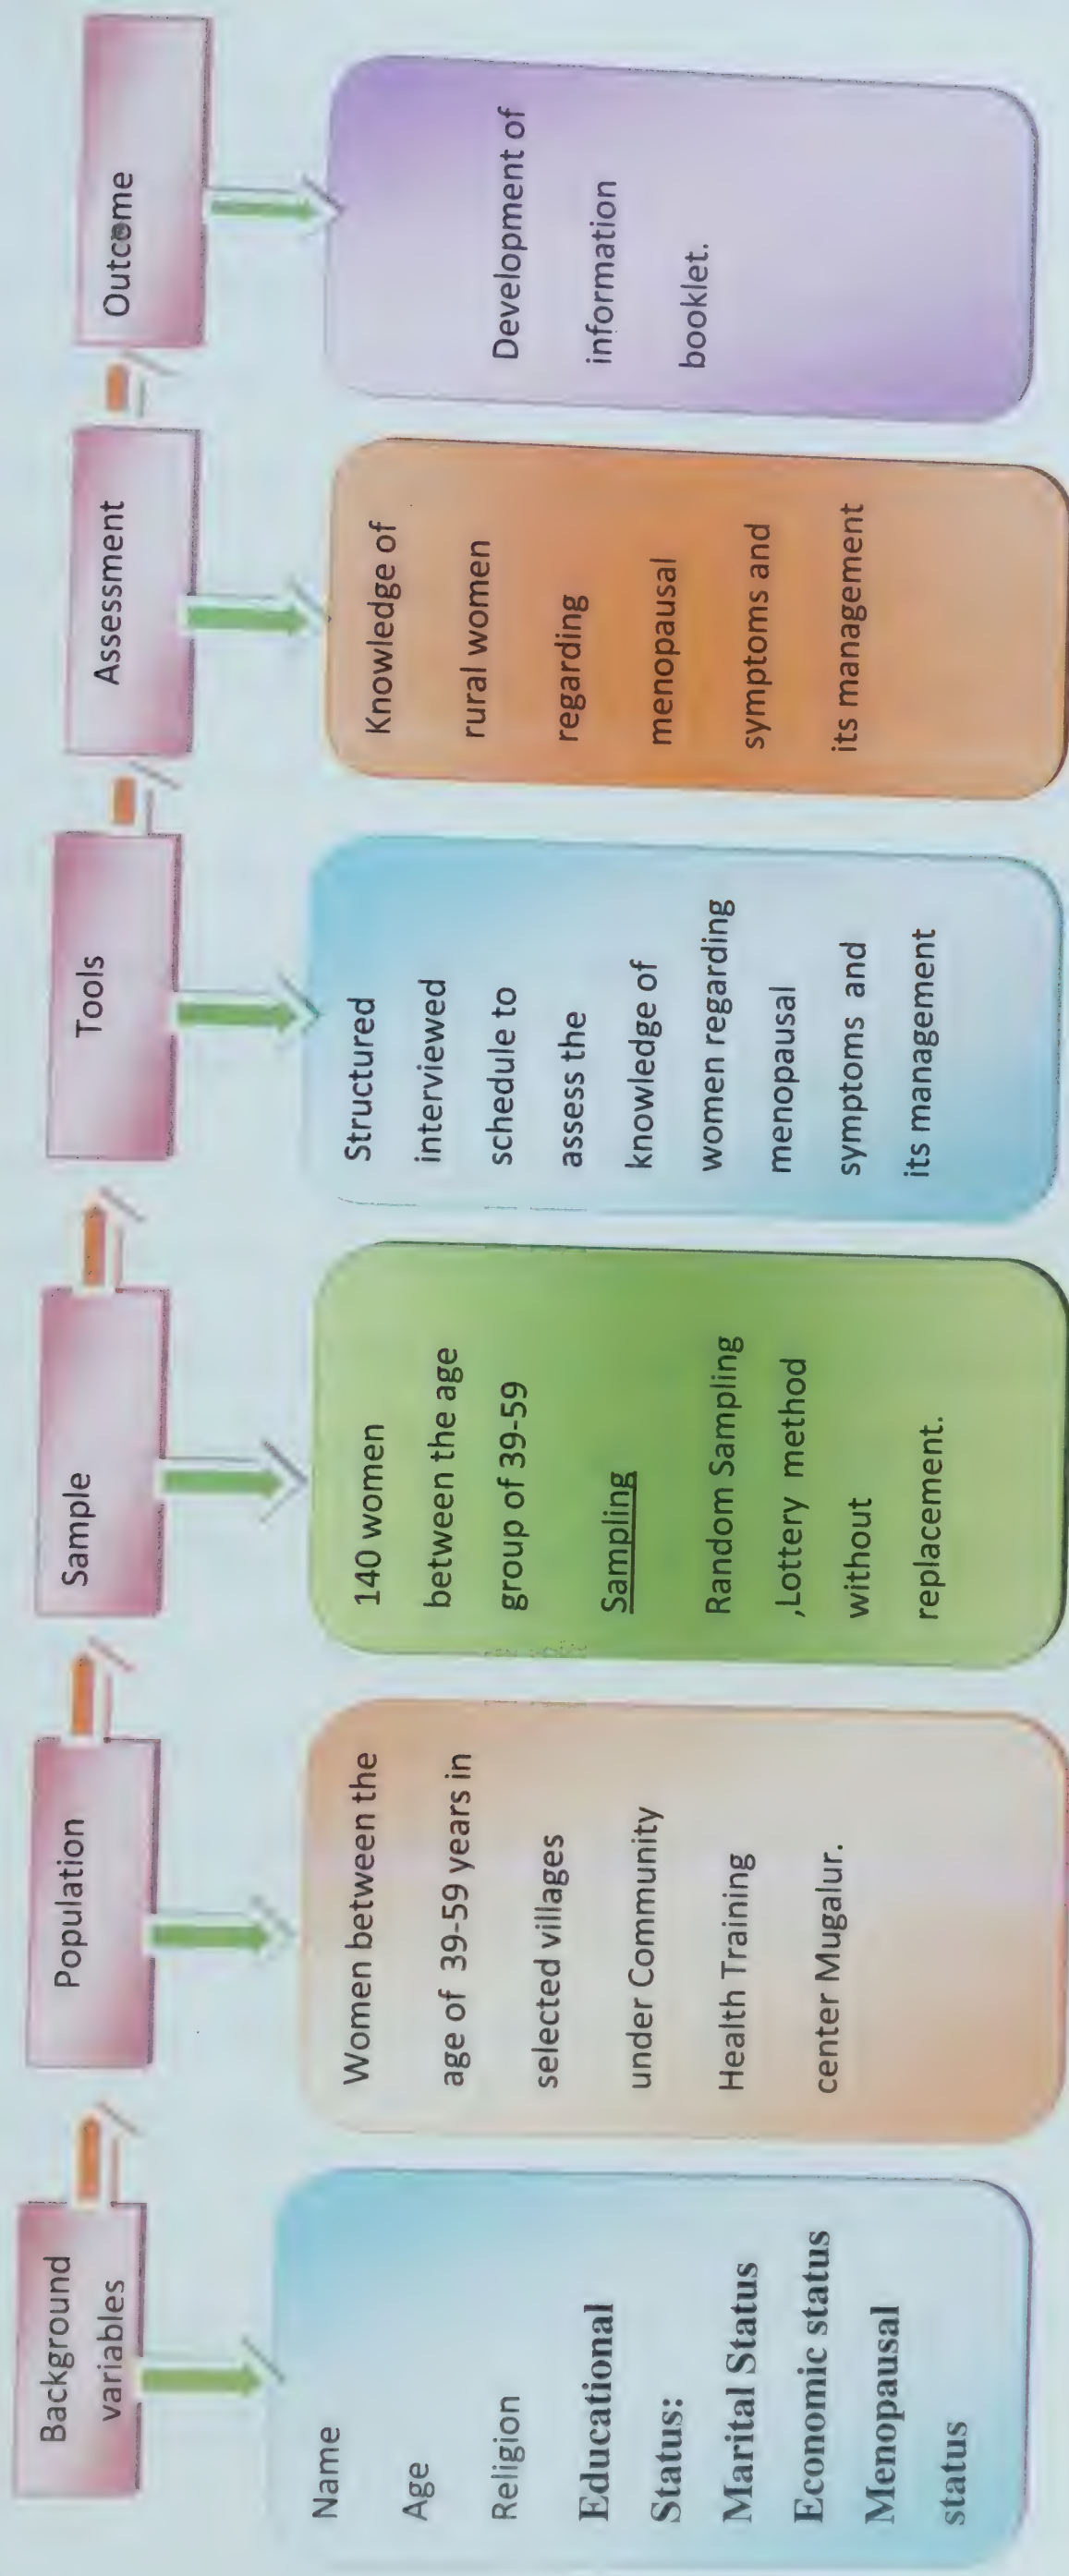 Background
variables
Name
Age
Religion
Educational
Status:
Marital Status
Economic status
Menopausal
status
Population
Women between the
age of 39-59 years in
selected villages
under Community
Health Training
center Mugalur.
Sample
140 women
between the age
group of 39-59
Sampling
Random Sampling
,Lottery method
without
replacement.
Tools
Structured
interviewed
schedule to
assess the
knowledge of
women regarding
menopausal
symptoms and
its management
Assessment
Knowledge of
rural women
regarding
menopausal
symptoms and
its management
Outcome
Development of
information
booklet.